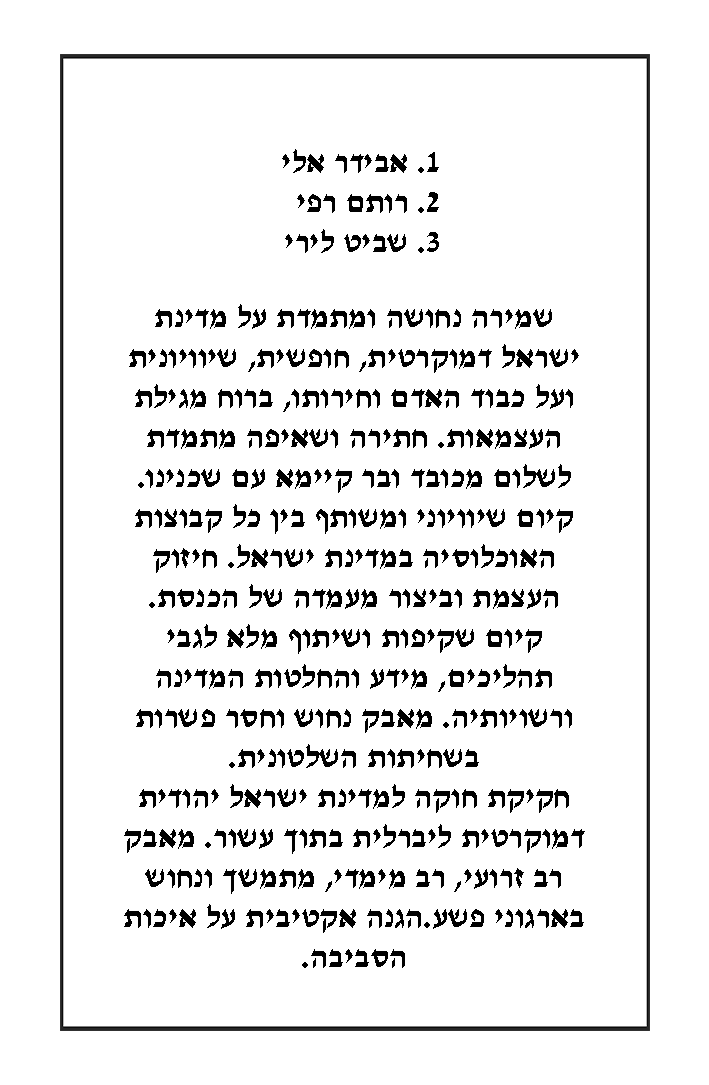 1. אבידר אלי
2. רותם רפי
3. שביט לירי
שמירה נחושה ומתמדת על מדינת
ישראל דמוקרטית, חופשית, שיוויונית
ועל כבוד האדם וחירותו, ברוח מגילת
העצמאות. חתירה ושאיפה מתמדת
לשלום מכובד ובר קיימא עם שכנינו.
קיום שיוויוני ומשותף בין כל קבוצות
האוכלוסיה במדינת ישראל. חיזוק
העצמת וביצור מעמדה של הכנסת.
קיום שקיפות ושיתוף מלא לגבי
תהליכים, מידע והחלטות המדינה
ורשויותיה. מאבק נחוש וחסר פשרות
בשחיתות השלטונית.
חקיקת חוקה למדינת ישראל יהודית
דמוקרטית ליברלית בתוך עשור. מאבק
רב זרועי, רב מימדי, מתמשך ונחוש
בארגוני פשע.הגנה אקטיבית על איכות
הסביבה.